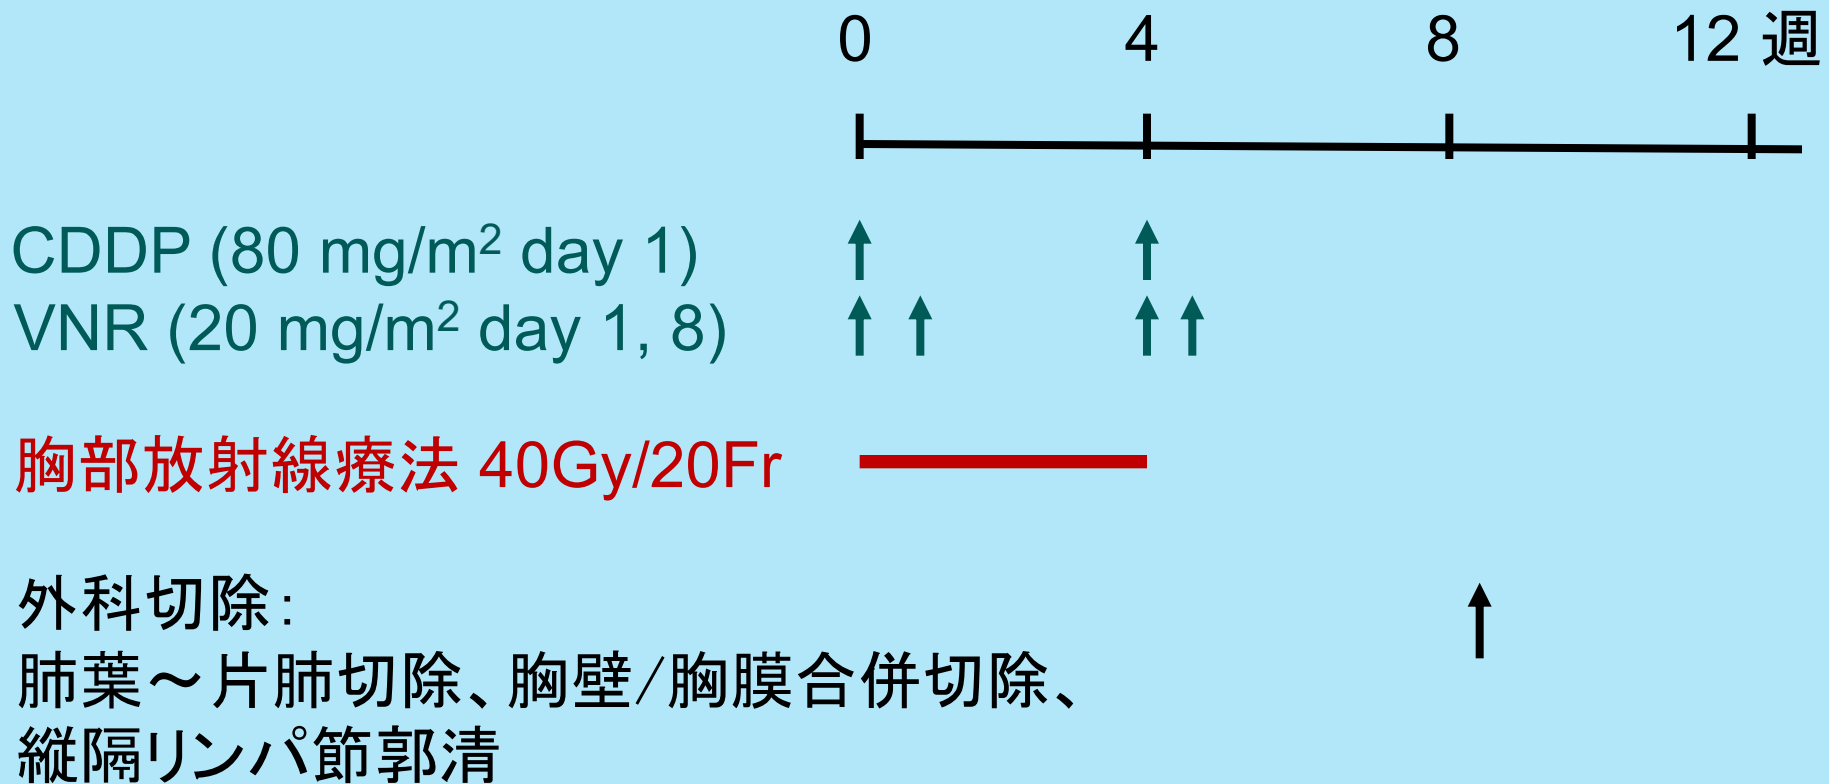 0 4 8 12 週
CDDP (80 mg/m² day 1)
VNR (20 mg/m² day 1, 8)
胸部放射線療法 40Gy/20Fr
外科切除:
肺葉～片肺切除、胸壁/胸膜合併切除、
縦隔リンパ節郭清